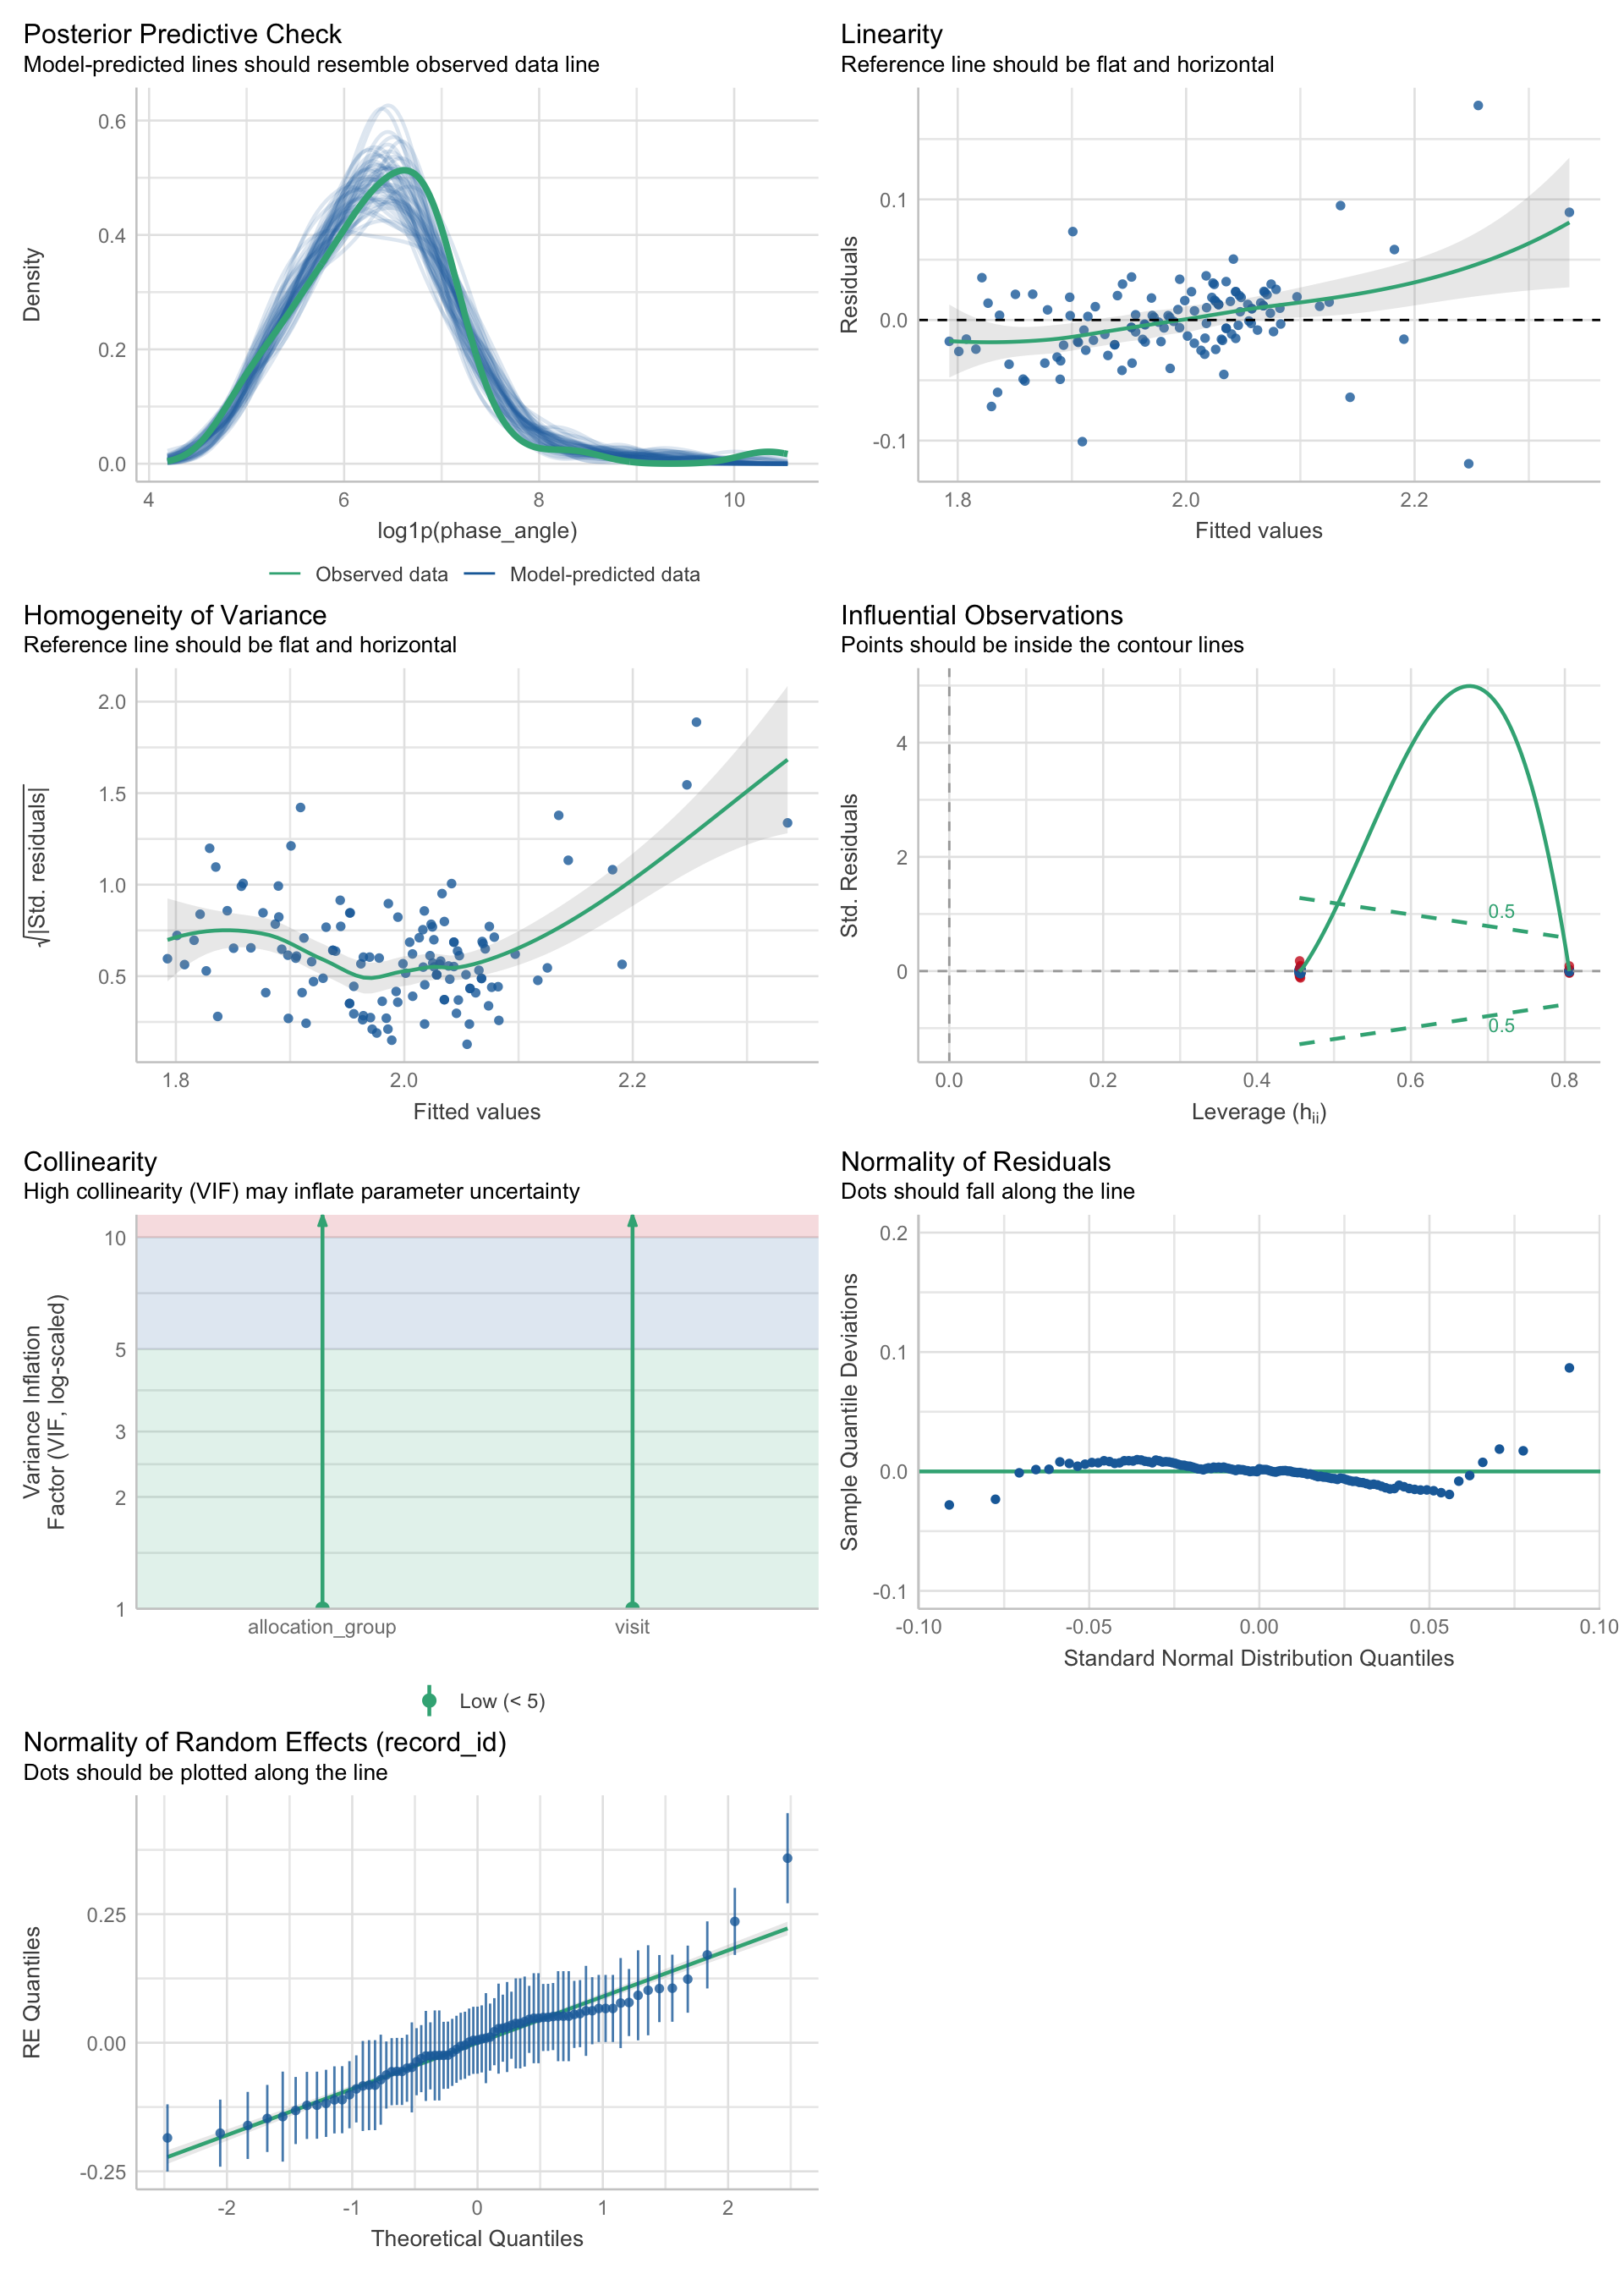 Posterior Predictive Check
Model-predicted lines should resemble observed data line
0.6
0.4
0.2
0.0
Density
4 6 8 10
log1p(phase_angle)
Observed data Model-predicted data
Linearity
Reference line should be flat and horizontal
0.1
0.0
-0.1
Residuals
1.8 2.0 2.2
Fitted values
Homogeneity of Variance
Reference line should be flat and horizontal
2.0
1.5
1.0
0.5
√|Std. residuals|
1.8 2.0 2.2
Fitted values
Influential Observations
Points should be inside the contour lines
4
2
0
Std. Residuals
0.5
0.5
0.0 0.2 0.4 0.6 0.8
Leverage (hii)
Collinearity
High collinearity (VIF) may inflate parameter uncertainty
10
5
3
2
1
Variance Inflation
Factor (VIF, log-scaled)
allocation_group visit
Low (< 5)
Normality of Residuals
Dots should fall along the line
0.2
0.1
0.0
-0.1
Sample Quantile Deviations
-0.10 -0.05 0.00 0.05 0.10
Standard Normal Distribution Quantiles
Normality of Random Effects (record_id)
Dots should be plotted along the line
0.25
0.00
-0.25
RE Quantiles
-2 -1 0 1 2
Theoretical Quantiles